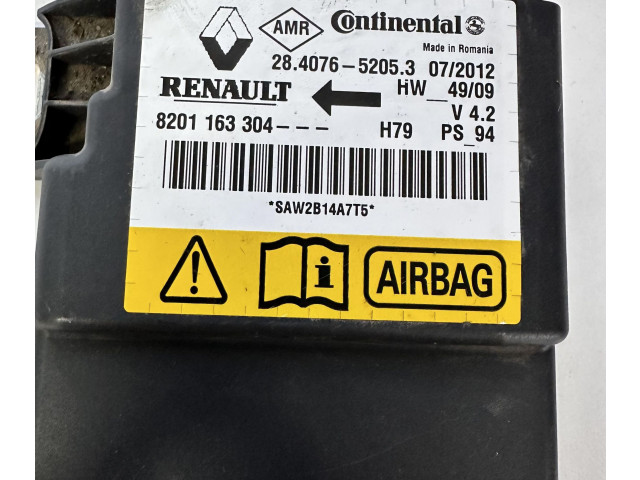 AMR Continental
Made in Romania
28.4076-5205.3 07/2012
RENAULT HW__49/09
V 4.2
8201 163 304--- H79 PS_94
*SAW2B14A7T5*
i AIRBAG